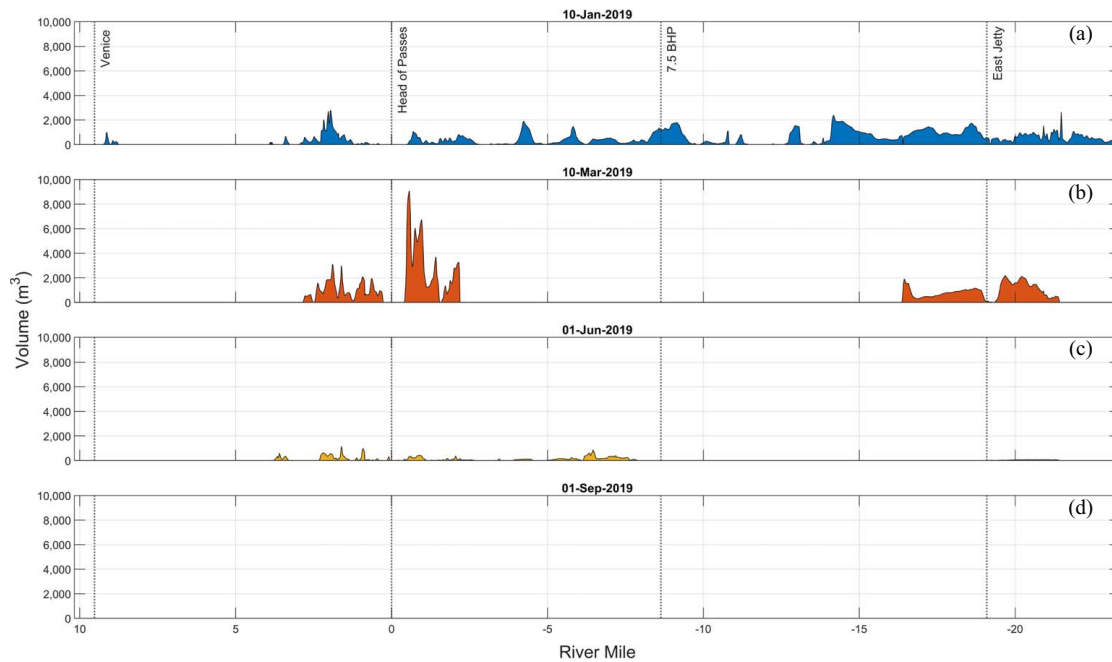 10-Jan-2019
(a)
10,000
8,000
6,000
4,000
2,000
0
Venice
Head of Passes
7.5 BHP
East Jetty
10-Mar-2019
(b)
10,000
8,000
6,000
4,000
2,000
0
Volume (m³)
01-Jun-2019
(c)
10,000
8,000
6,000
4,000
2,000
0
01-Sep-2019
(d)
10,000
8,000
6,000
4,000
2,000
0
10 5 0 -5 -10 -15 -20
River Mile